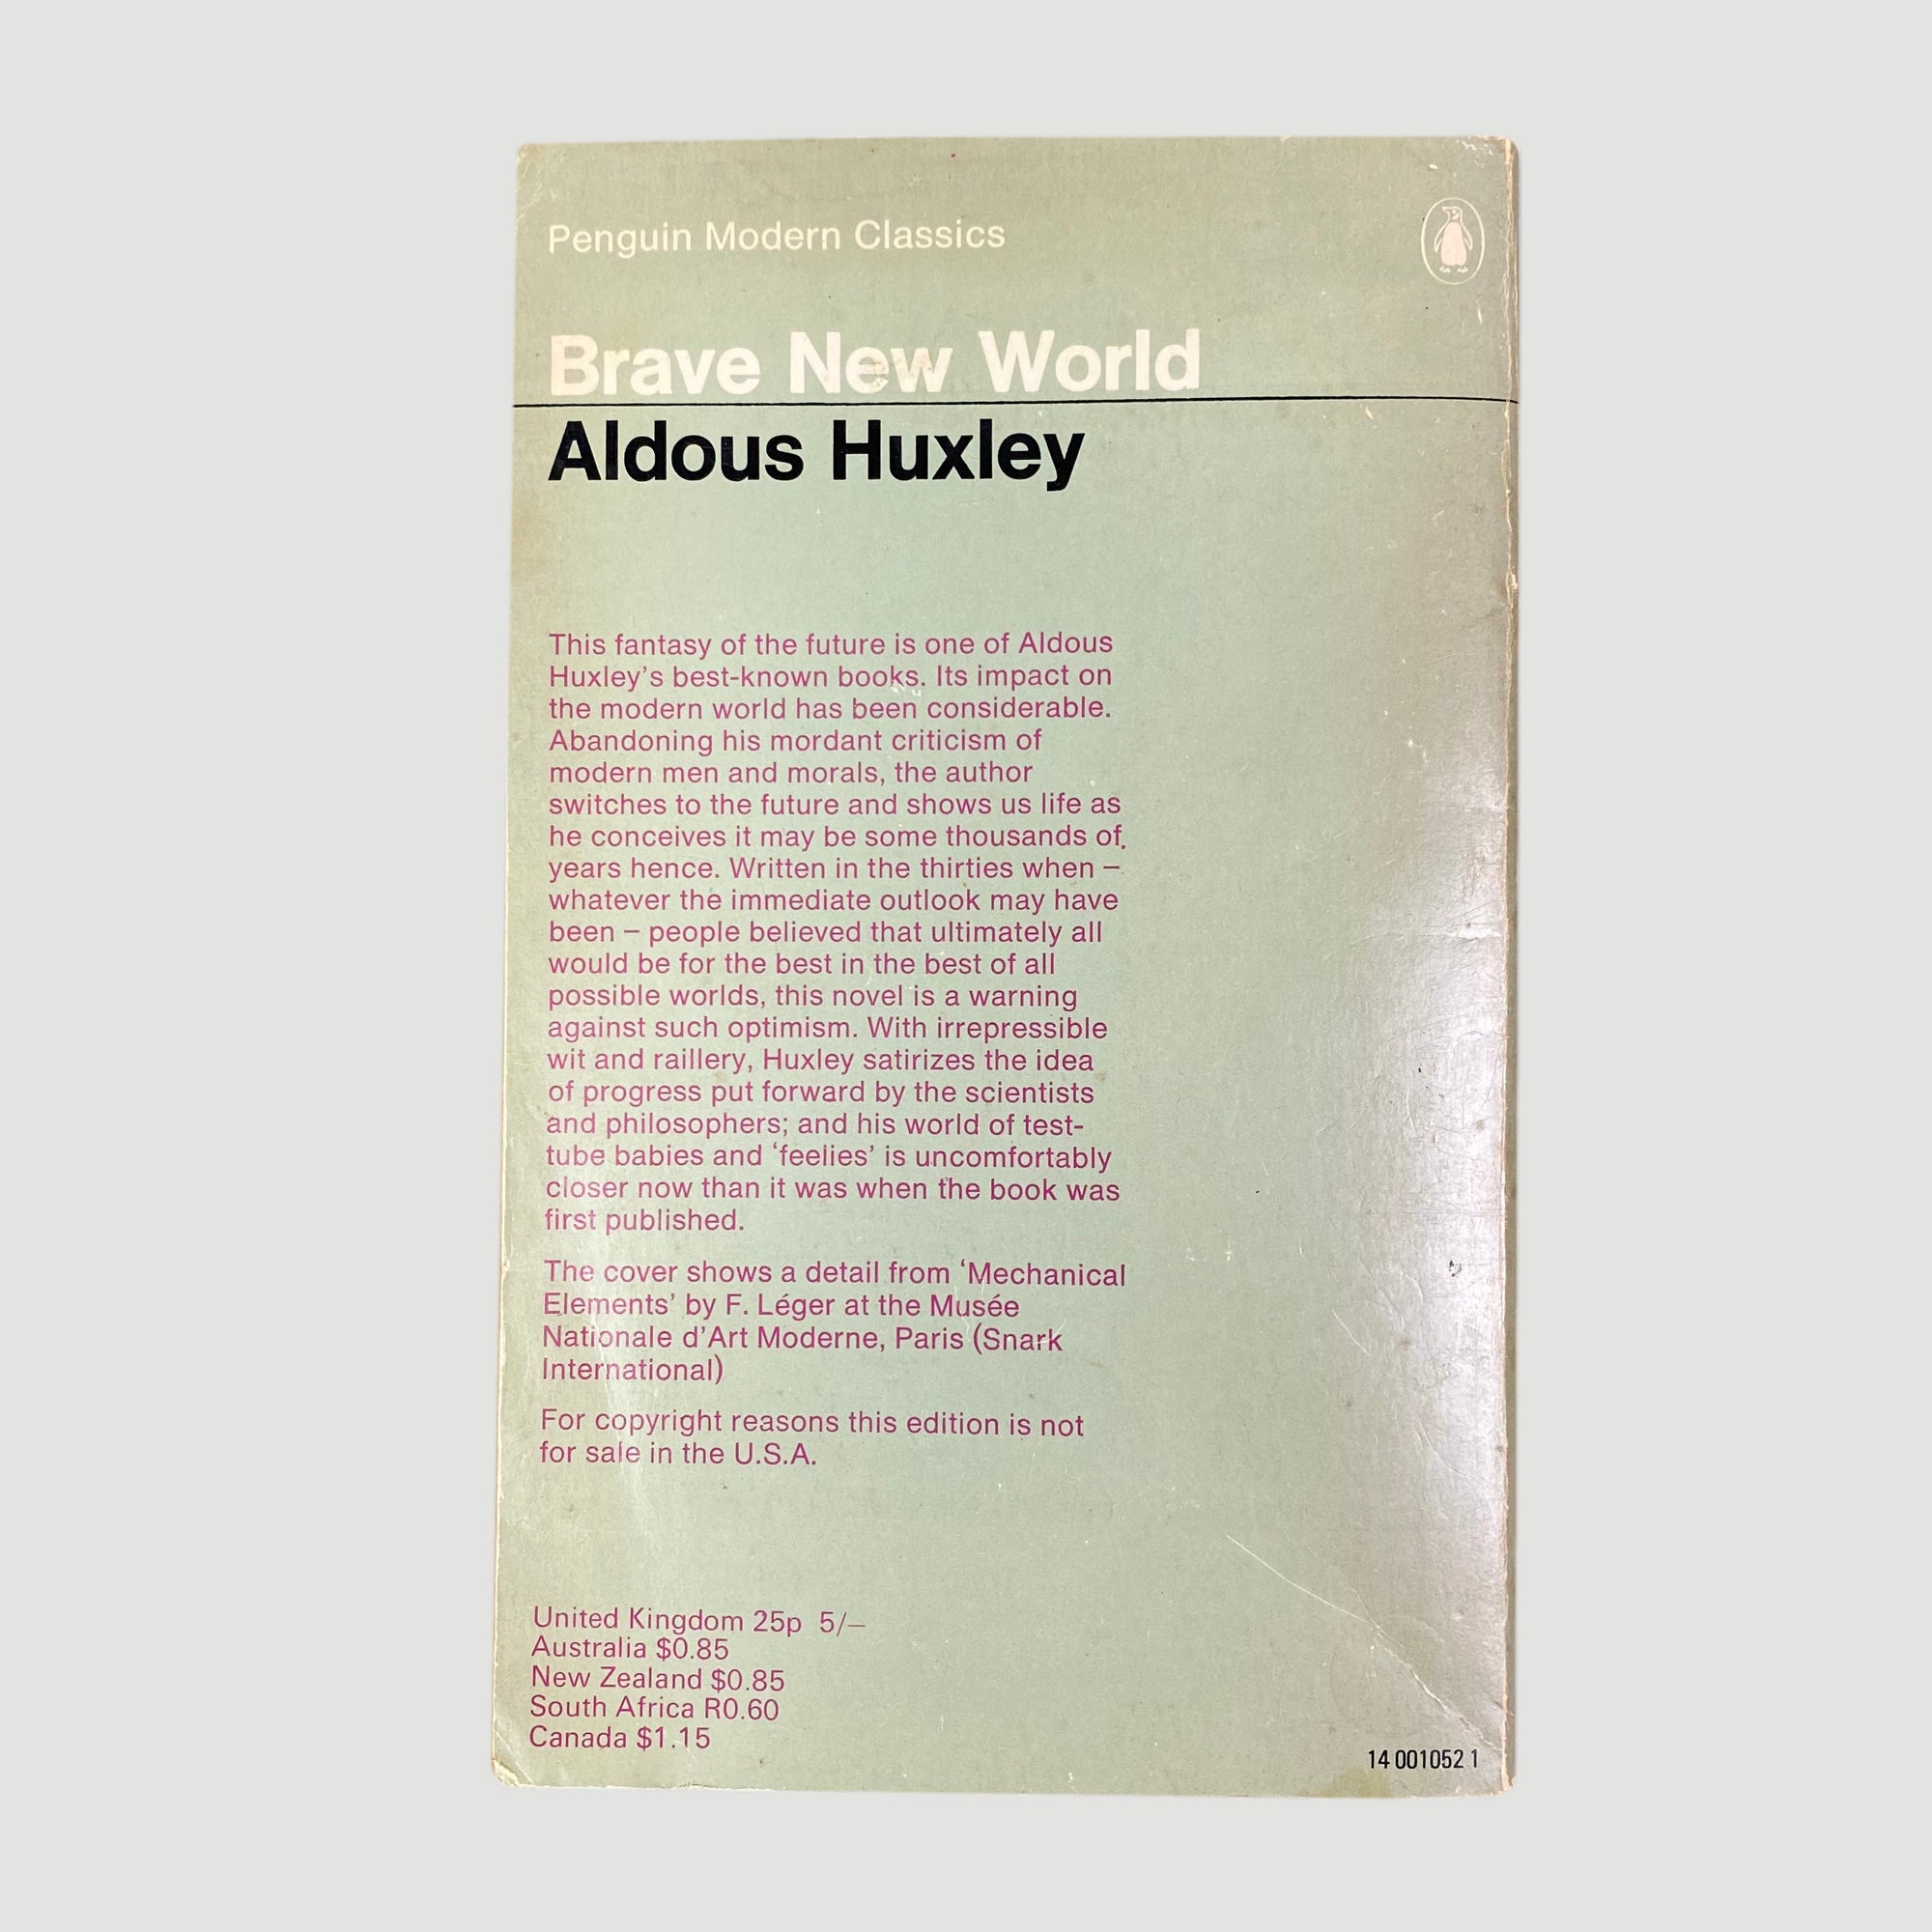 Penguin Modern Classics
Brave New World
Aldous Huxley
This fantasy of the future is one of Aldous
Huxley's best-known books. Its impact on
the modern world has been considerable.
Abandoning his mordant criticism of
modern men and morals, the author
switches to the future and shows us life as
he conceives it may be some thousands of
years hence. Written in the thirties when –
whatever the immediate outlook may have
been – people believed that ultimately all
would be for the best in the best of all
possible worlds, this novel is a warning
against such optimism. With irrepressible
wit and raillery, Huxley satirizes the idea
of progress put forward by the scientists
and philosophers; and his world of test-
tube babies and ‘feelies’ is uncomfortably
closer now than it was when the book was
first published.
The cover shows a detail from ‘Mechanical
Elements’ by F. Léger at the Musée
Nationale d’Art Moderne, Paris (Snark
International)
For copyright reasons this edition is not
for sale in the U.S.A.
United Kingdom 25p 5/–
Australia $0.85
New Zealand $0.85
South Africa R0.60
Canada $1.15
14 001052 1